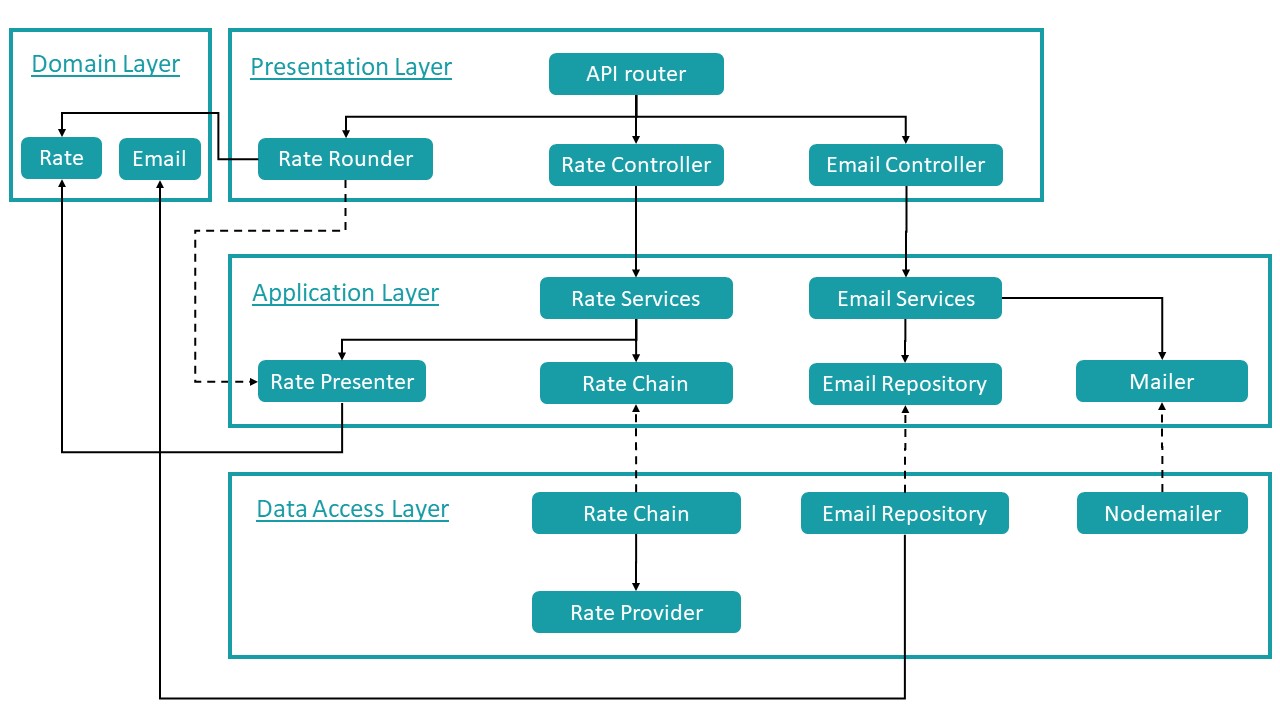 Domain Layer
Rate
Email
Presentation Layer
API router
Rate Rounder
Rate Controller
Email Controller
Application Layer
Rate Services
Email Services
Rate Presenter
Rate Chain
Email Repository
Mailer
Data Access Layer
Rate Chain
Email Repository
Nodemailer
Rate Provider